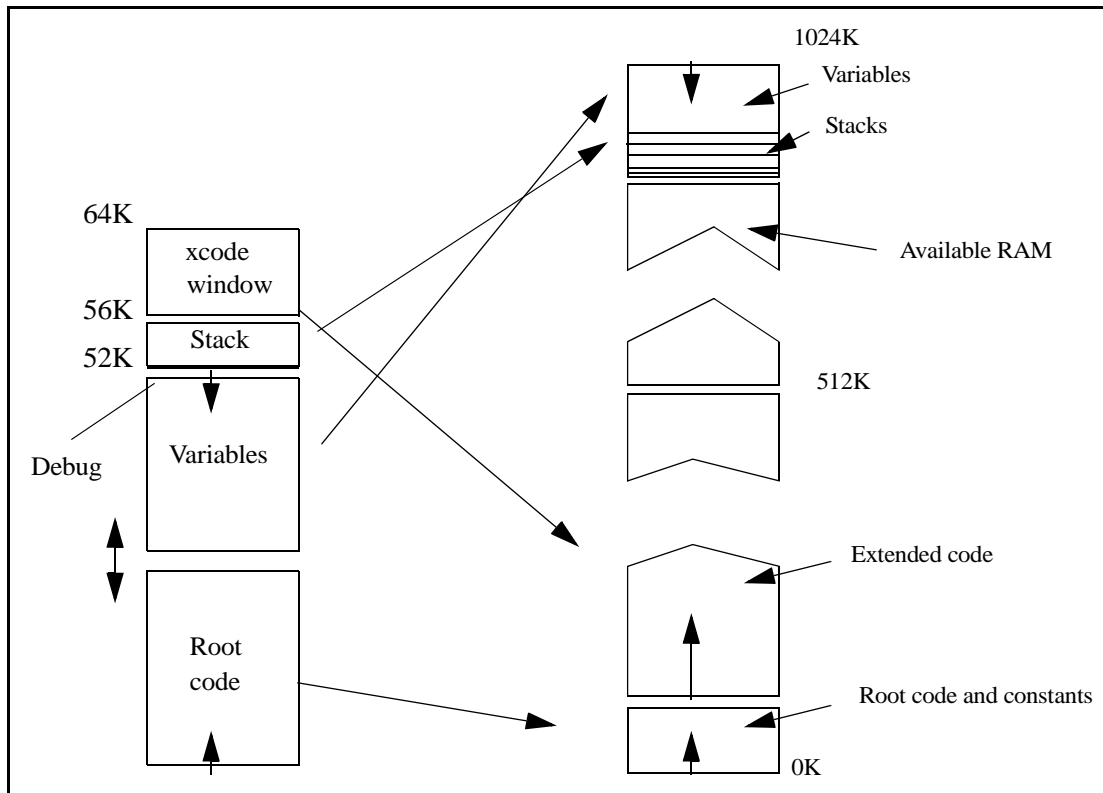 1024K
Variables
Stacks
64K
xcode
window
Available RAM
56K
Stack
52K
512K
Variables
Debug
Extended code
Root
code
Root code and constants
0K